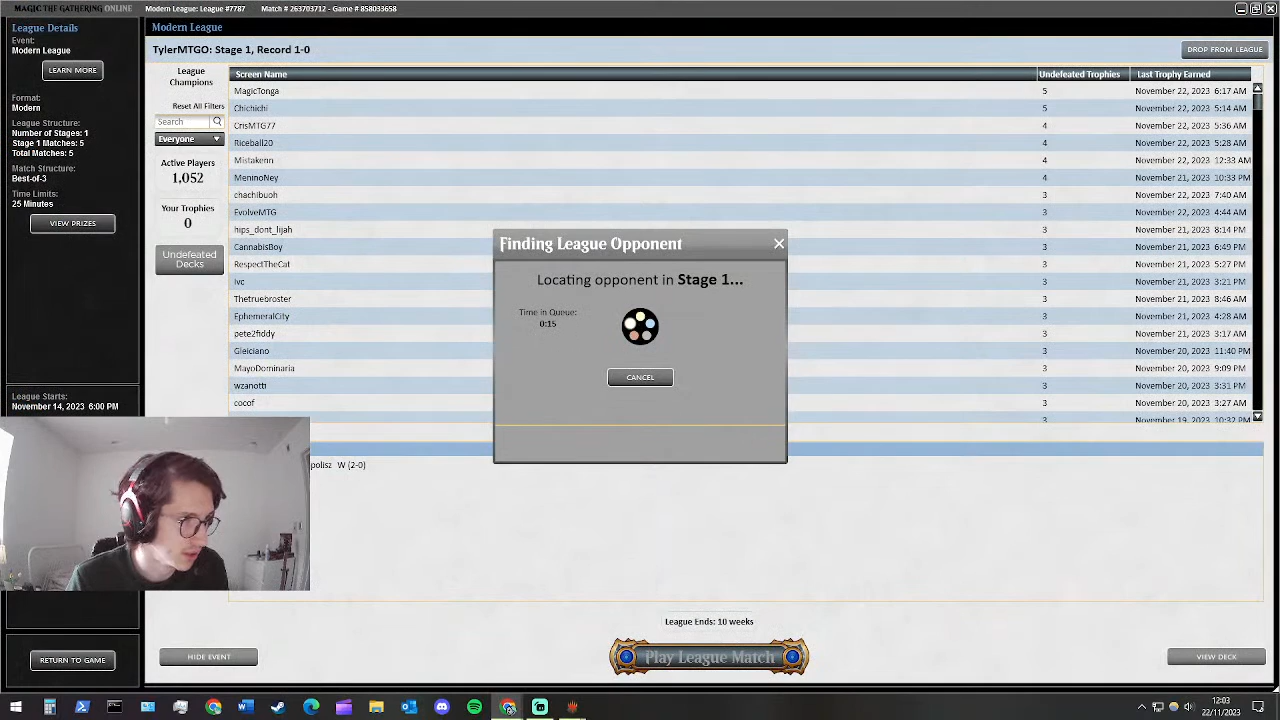 MAGIC THE GATHERING ONLINE Modern League: League #7787 Match # 263703712 - Game # 858033658
League Details
Event:
Modern League
LEARN MORE
Format:
Modern
League Structure:
Number of Stages: 1
Stage 1 Matches: 5
Total Matches: 5
Match Structure:
Best-of-3
Time Limits:
25 Minutes
VIEW PRIZES
League Starts:
November 14, 2023 6:00 PM
RETURN TO GAME
Modern League
TylerMTGO: Stage 1, Record 1-0
DROP FROM LEAGUE
League
Champions
Reset All Filters
Search
Everyone
Active Players
1,052
Your Trophies
0
Undefeated
Decks
Screen Name Undefeated Trophies Last Trophy Earned
MagicTonga 5 November 22, 2023 6:17 AM
Chichichi 5 November 22, 2023 5:14 AM
CrisMTG77 4 November 22, 2023 5:36 AM
Riceball20 4 November 22, 2023 5:28 AM
Mistakenn 4 November 22, 2023 12:33 AM
MeninoNey 4 November 21, 2023 10:33 PM
chachibuoh 3 November 22, 2023 7:40 AM
EvolveMTG 3 November 22, 2023 4:44 AM
hips_dont_lijah 3 November 21, 2023 8:14 PM
CannabisBoy 3 November 21, 2023 6:49 PM
RespectTheCat 3 November 21, 2023 5:27 PM
lvc 3 November 21, 2023 3:21 PM
Thetruebroster 3 November 21, 2023 8:46 AM
EphemeralCity 3 November 21, 2023 4:28 AM
pete2fiddy 3 November 21, 2023 3:17 AM
Gleiciano 3 November 20, 2023 11:40 PM
MayoDominaria 3 November 20, 2023 9:09 PM
wzanotti 3 November 20, 2023 3:31 PM
cocof 3 November 20, 2023 3:27 AM
3 November 19, 2023 10:32 PM
Finding League Opponent
Locating opponent in Stage 1...
Time in Queue:
0:15
CANCEL
polisz W (2-0)
League Ends: 10 weeks
HIDE EVENT
Play League Match
VIEW DECK
12:03
22/11/2023